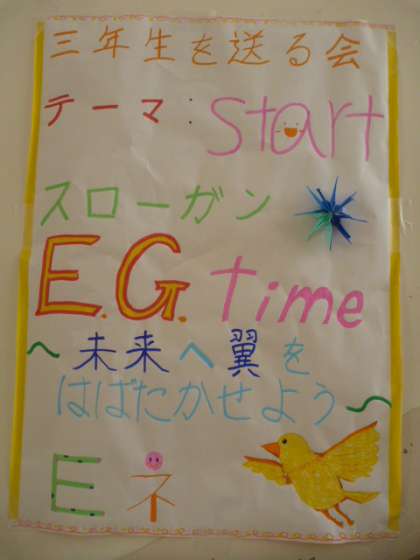 三年生を送る会
テーマ:Start
スローガン
E.G. time
～未来へ翼を
はばたかせよう～
Eネ